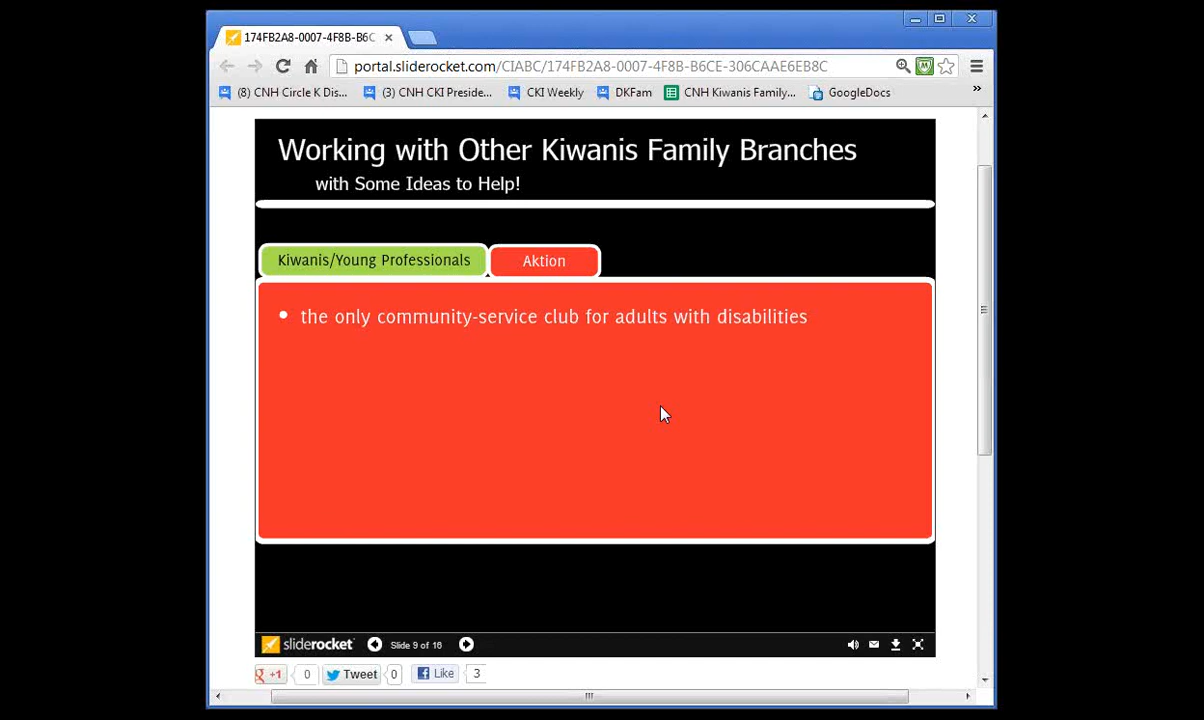 174FB2A8-0007-4F8B-B6C
portal.sliderocket.com/CIABC/174FB2A8-0007-4F8B-B6CE-306CAAE6EB8C
(8) CNH Circle K Dis...
(3) CNH CKI Preside...
CKI Weekly
DKFam
CNH Kiwanis Family...
GoogleDocs
»
Working with Other Kiwanis Family Branches
with Some Ideas to Help!
Kiwanis/Young Professionals
Aktion
• the only community-service club for adults with disabilities
sliderocket
Slide 9 of 16
g +1
0
Tweet
0
Like
3